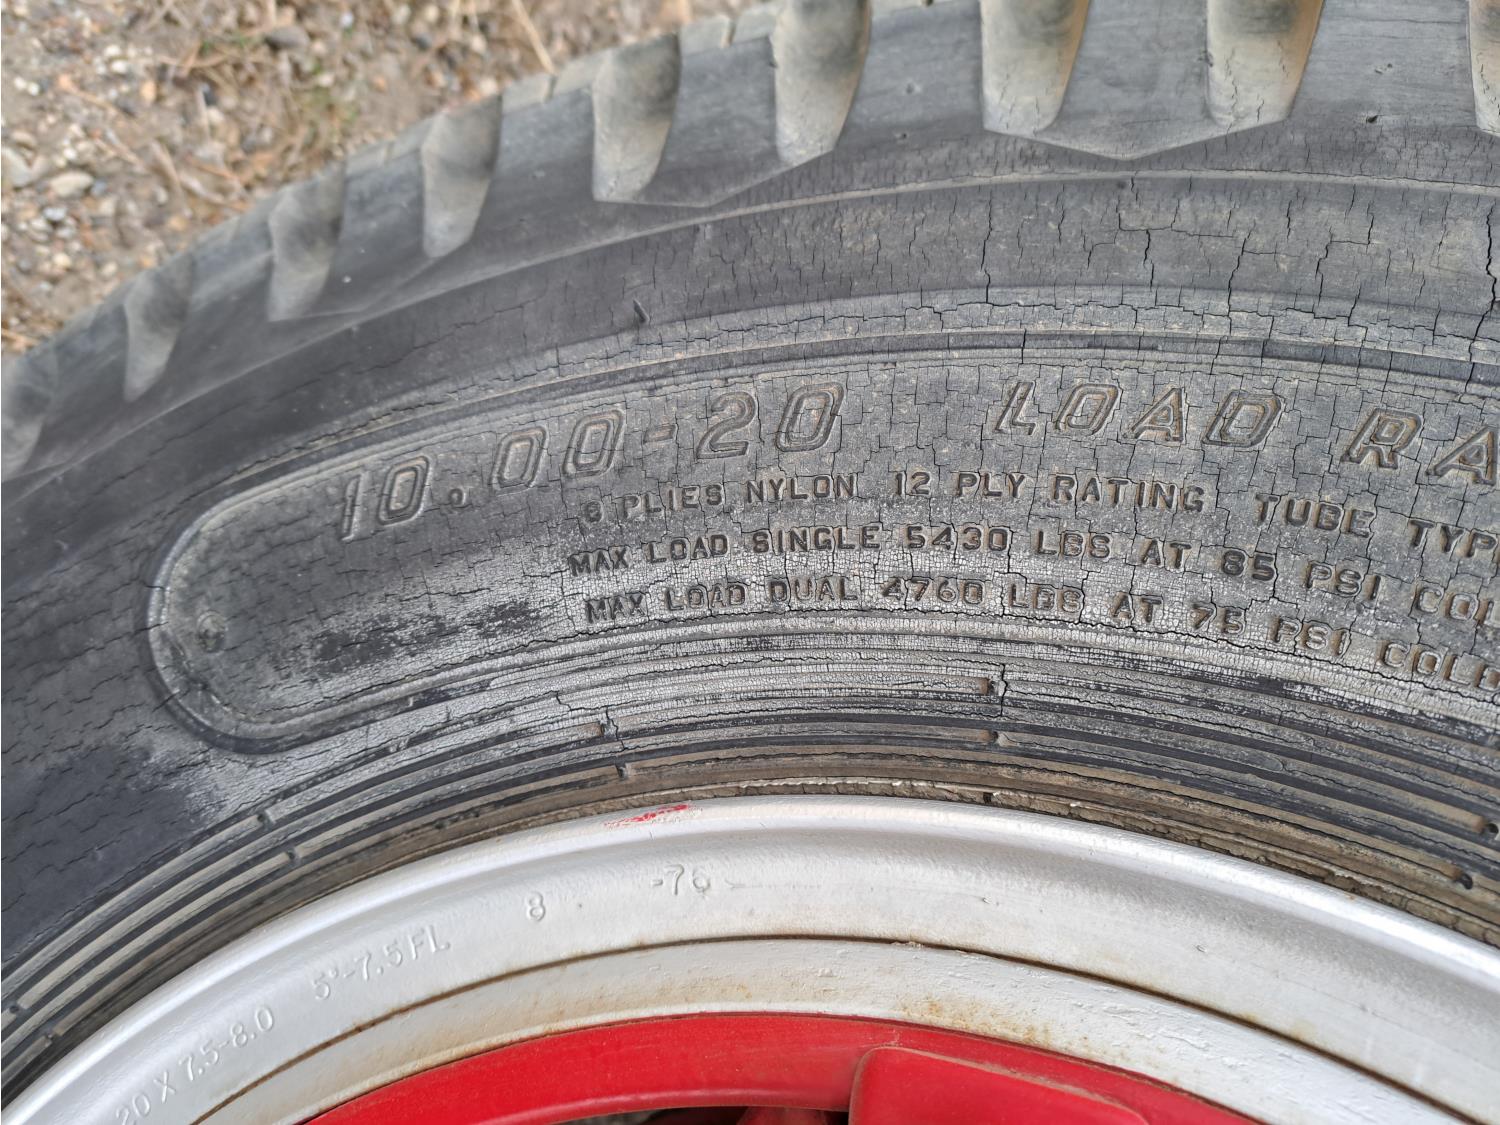 10.00-20 LOAD RA
8 PLIES NYLON 12 PLY RATING TUBE TYP
MAX LOAD SINGLE 5430 LBS AT 85 PSI COL
MAX LOAD DUAL 4760 LBS AT 75 PSI COLD
20 X 7.5-8.0 5°-7.5FL 8 -76